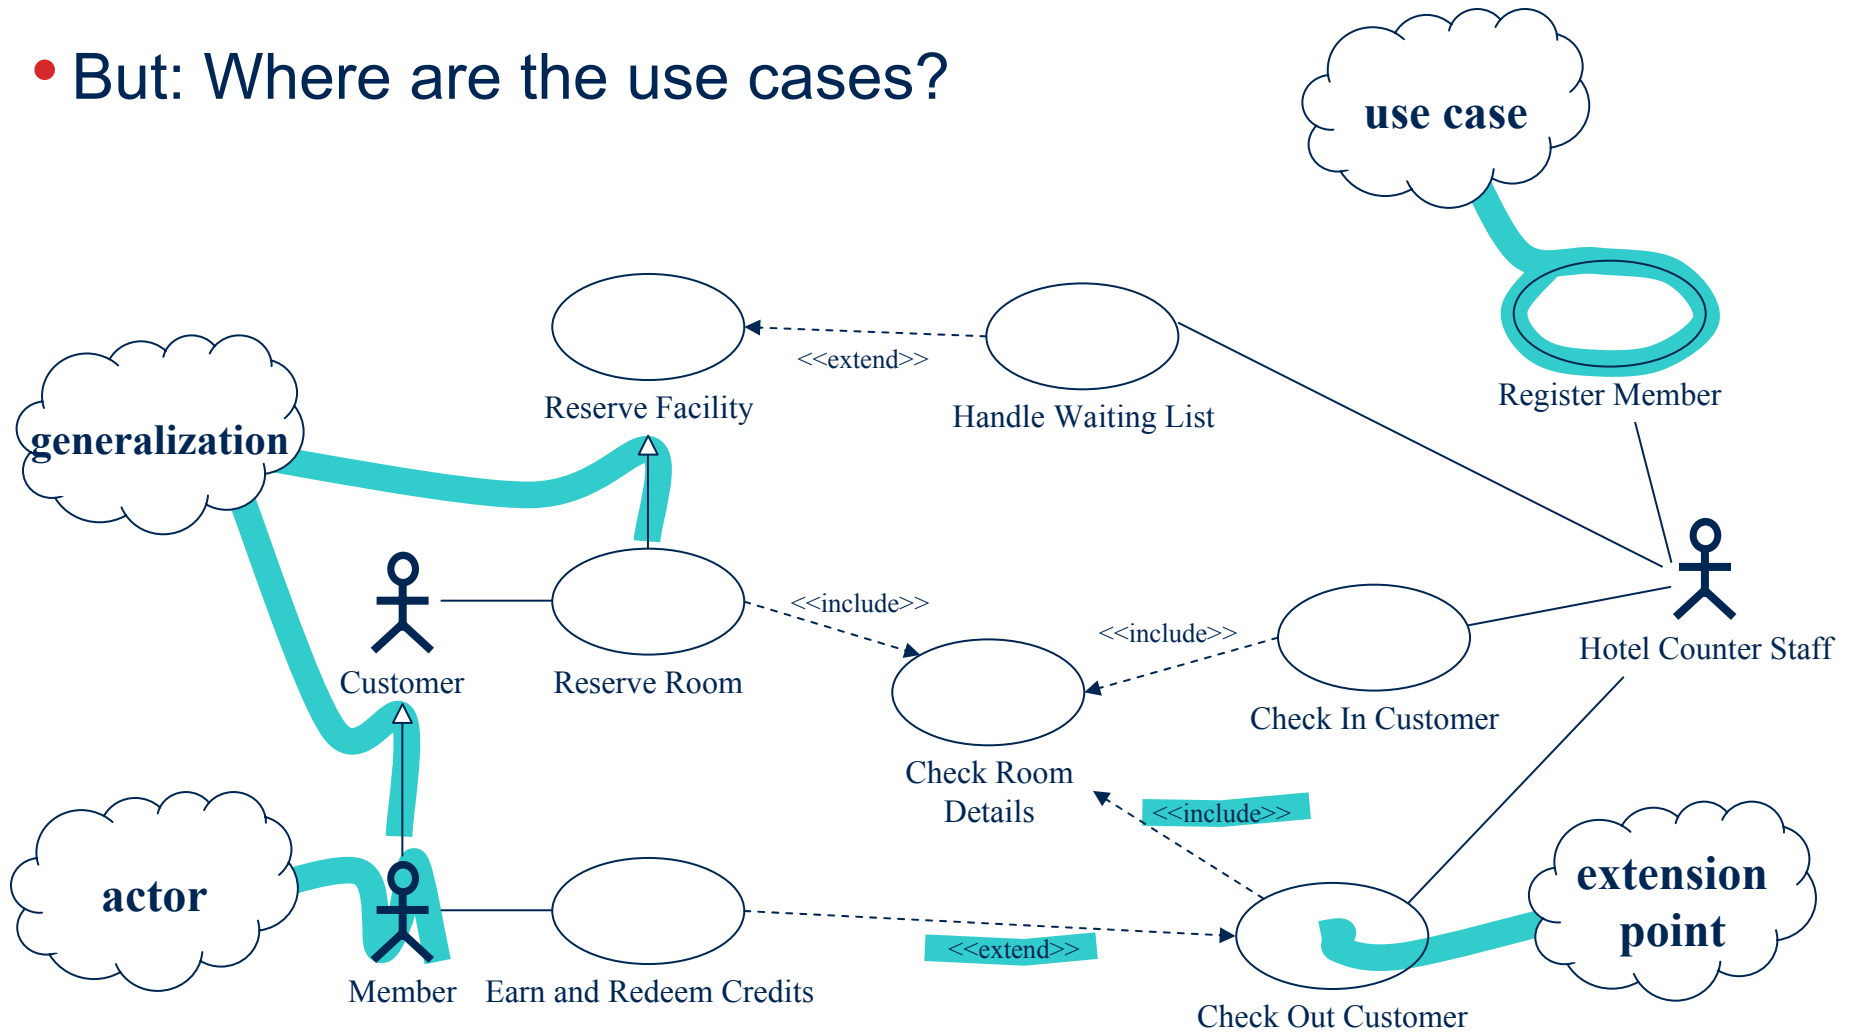 • But: Where are the use cases?
use case
Register Member
<<extend>>
Reserve Facility
Handle Waiting List
generalization
<<include>>
<<include>>
Hotel Counter Staff
Customer
Reserve Room
Check In Customer
Check Room
Details
<<include>>
actor
extension
point
<<extend>>
Member
Earn and Redeem Credits
Check Out Customer